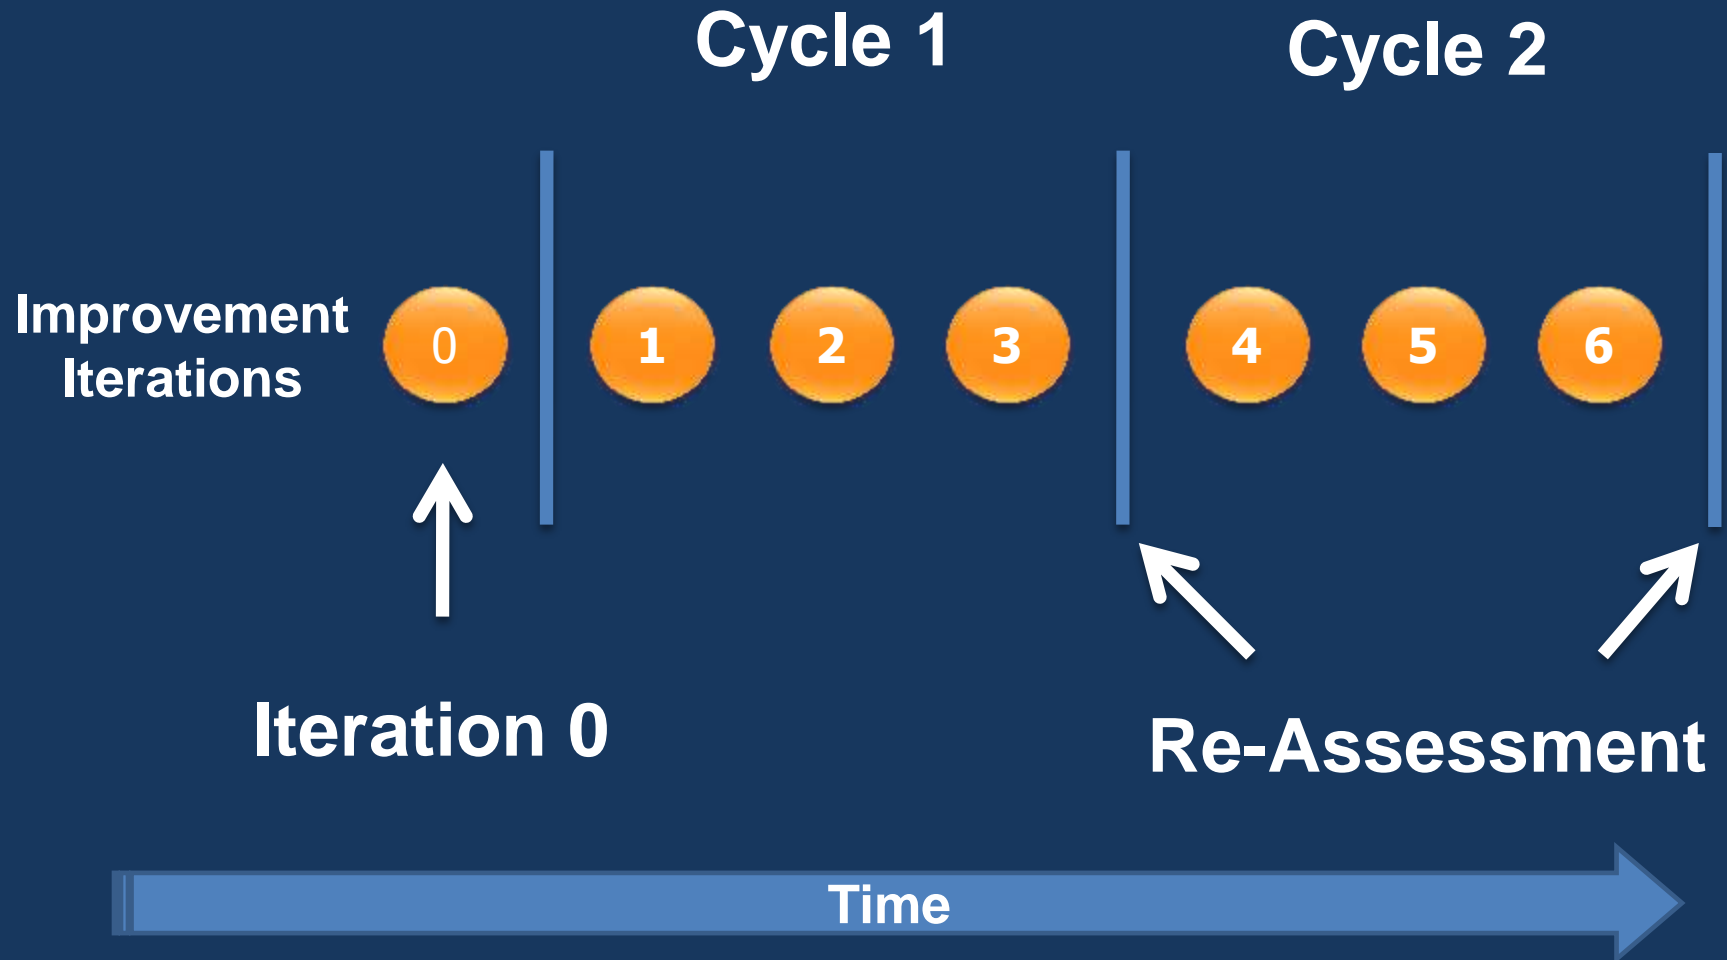 Cycle 1
Cycle 2
Improvement
Iterations
0
1
2
3
4
5
6
Iteration 0
Re-Assessment
Time